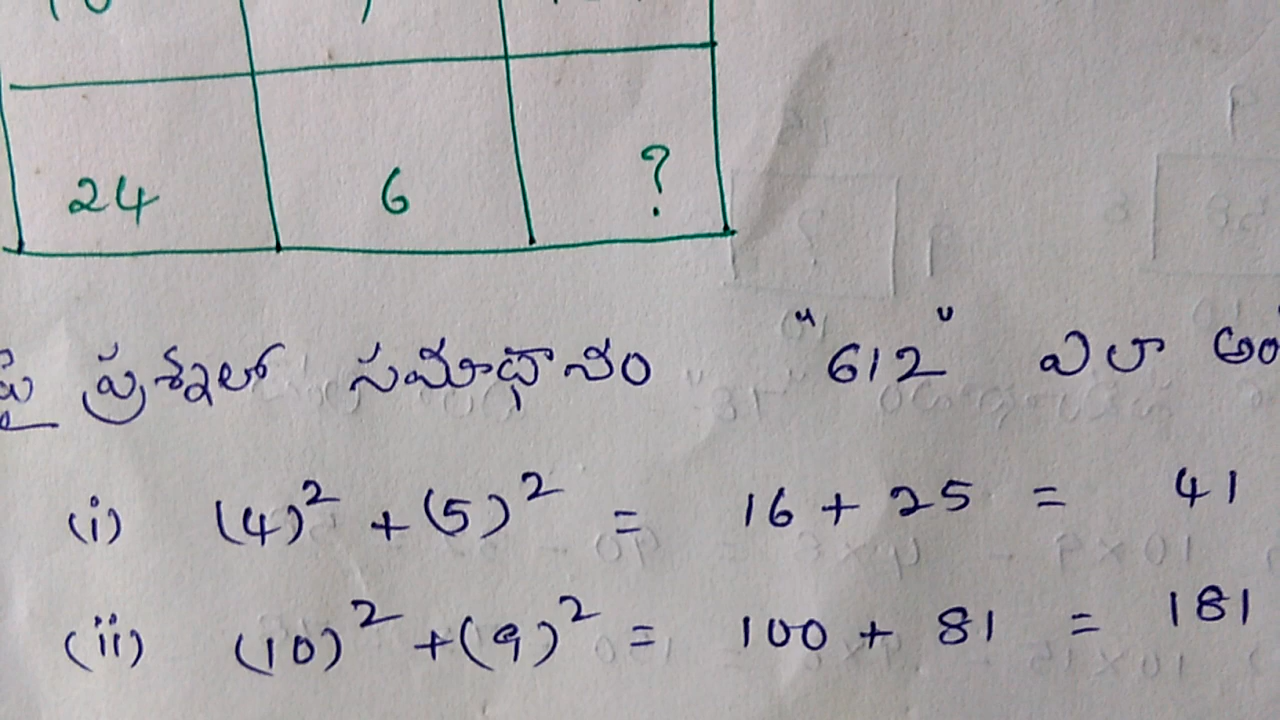 24 6 ?
పై ప్రశ్నలో సమాధానం "612" ఎలా
(i) (4)² + (5)² = 16 + 25 = 41
(ii) (10)² + (9)² = 100 + 81 = 181